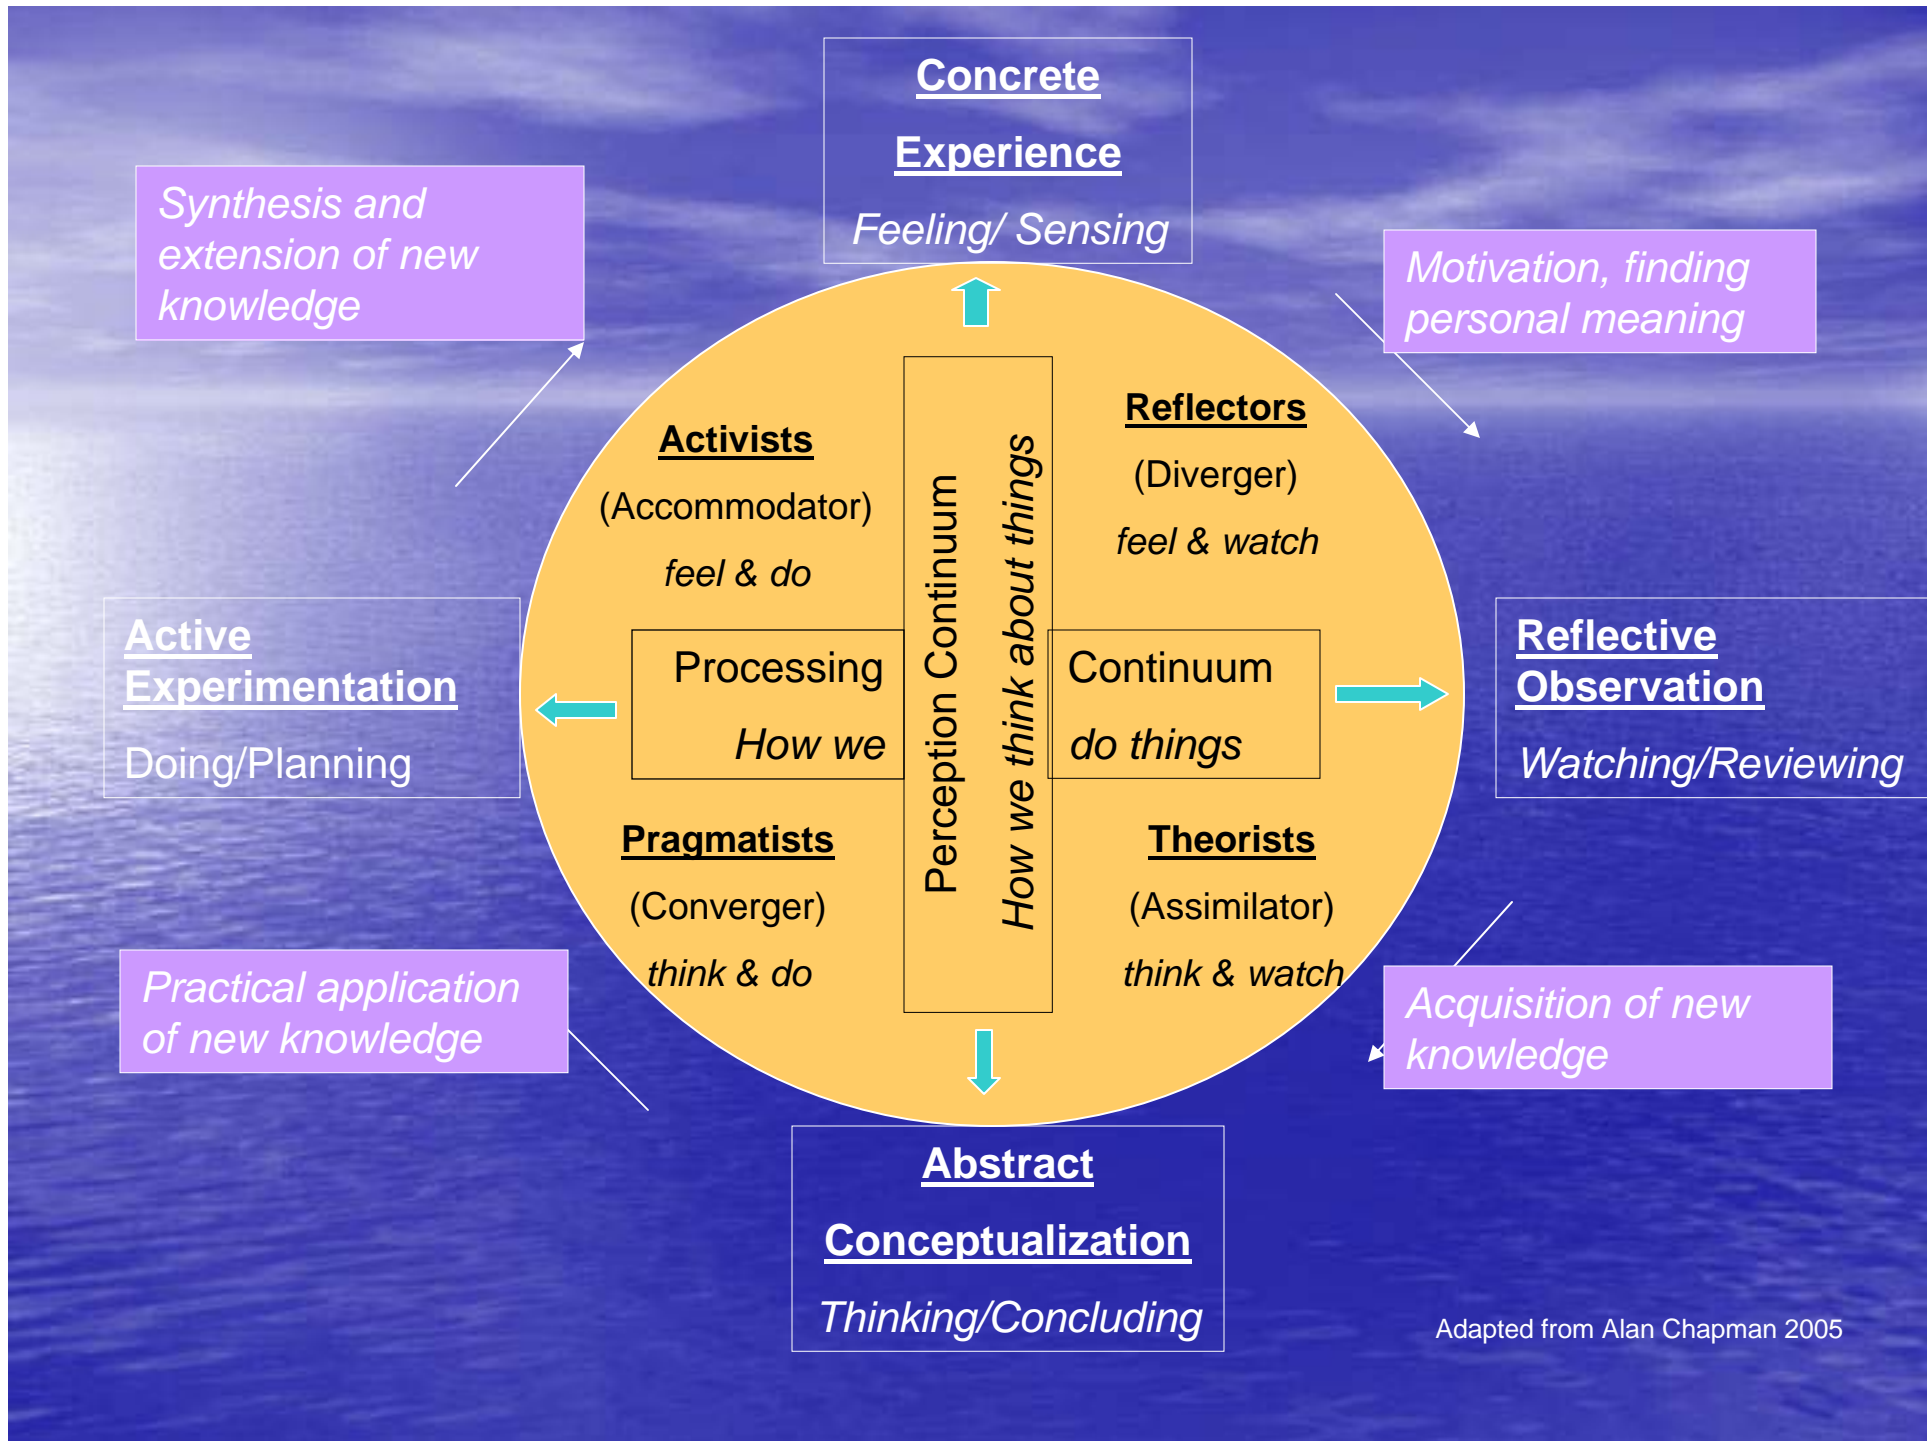 Concrete
Experience
Feeling/ Sensing
Synthesis and
extension of new
knowledge
Motivation, finding
personal meaning
Activists
(Accommodator)
feel & do
Reflectors
(Diverger)
feel & watch
Active
Experimentation
Doing/Planning
Processing
How we
Perception Continuum
How we think about things
Continuum
do things
Reflective
Observation
Watching/Reviewing
Pragmatists
(Converger)
think & do
Theorists
(Assimilator)
think & watch
Practical application
of new knowledge
Acquisition of new
knowledge
Abstract
Conceptualization
Thinking/Concluding
Adapted from Alan Chapman 2005